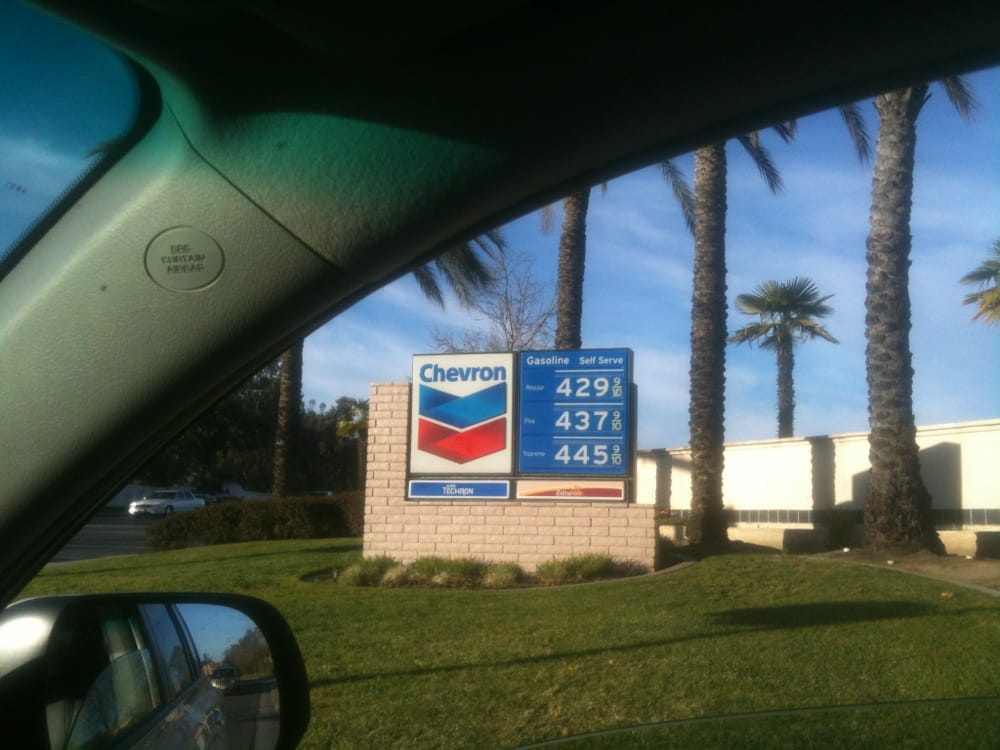 SRS
CURTAIN
AIRBAG
Chevron
Gasoline Self Serve
Regular 429 9/10
Plus 437 9/10
Supreme 445 9/10
with
TECHRON
ExtraMile